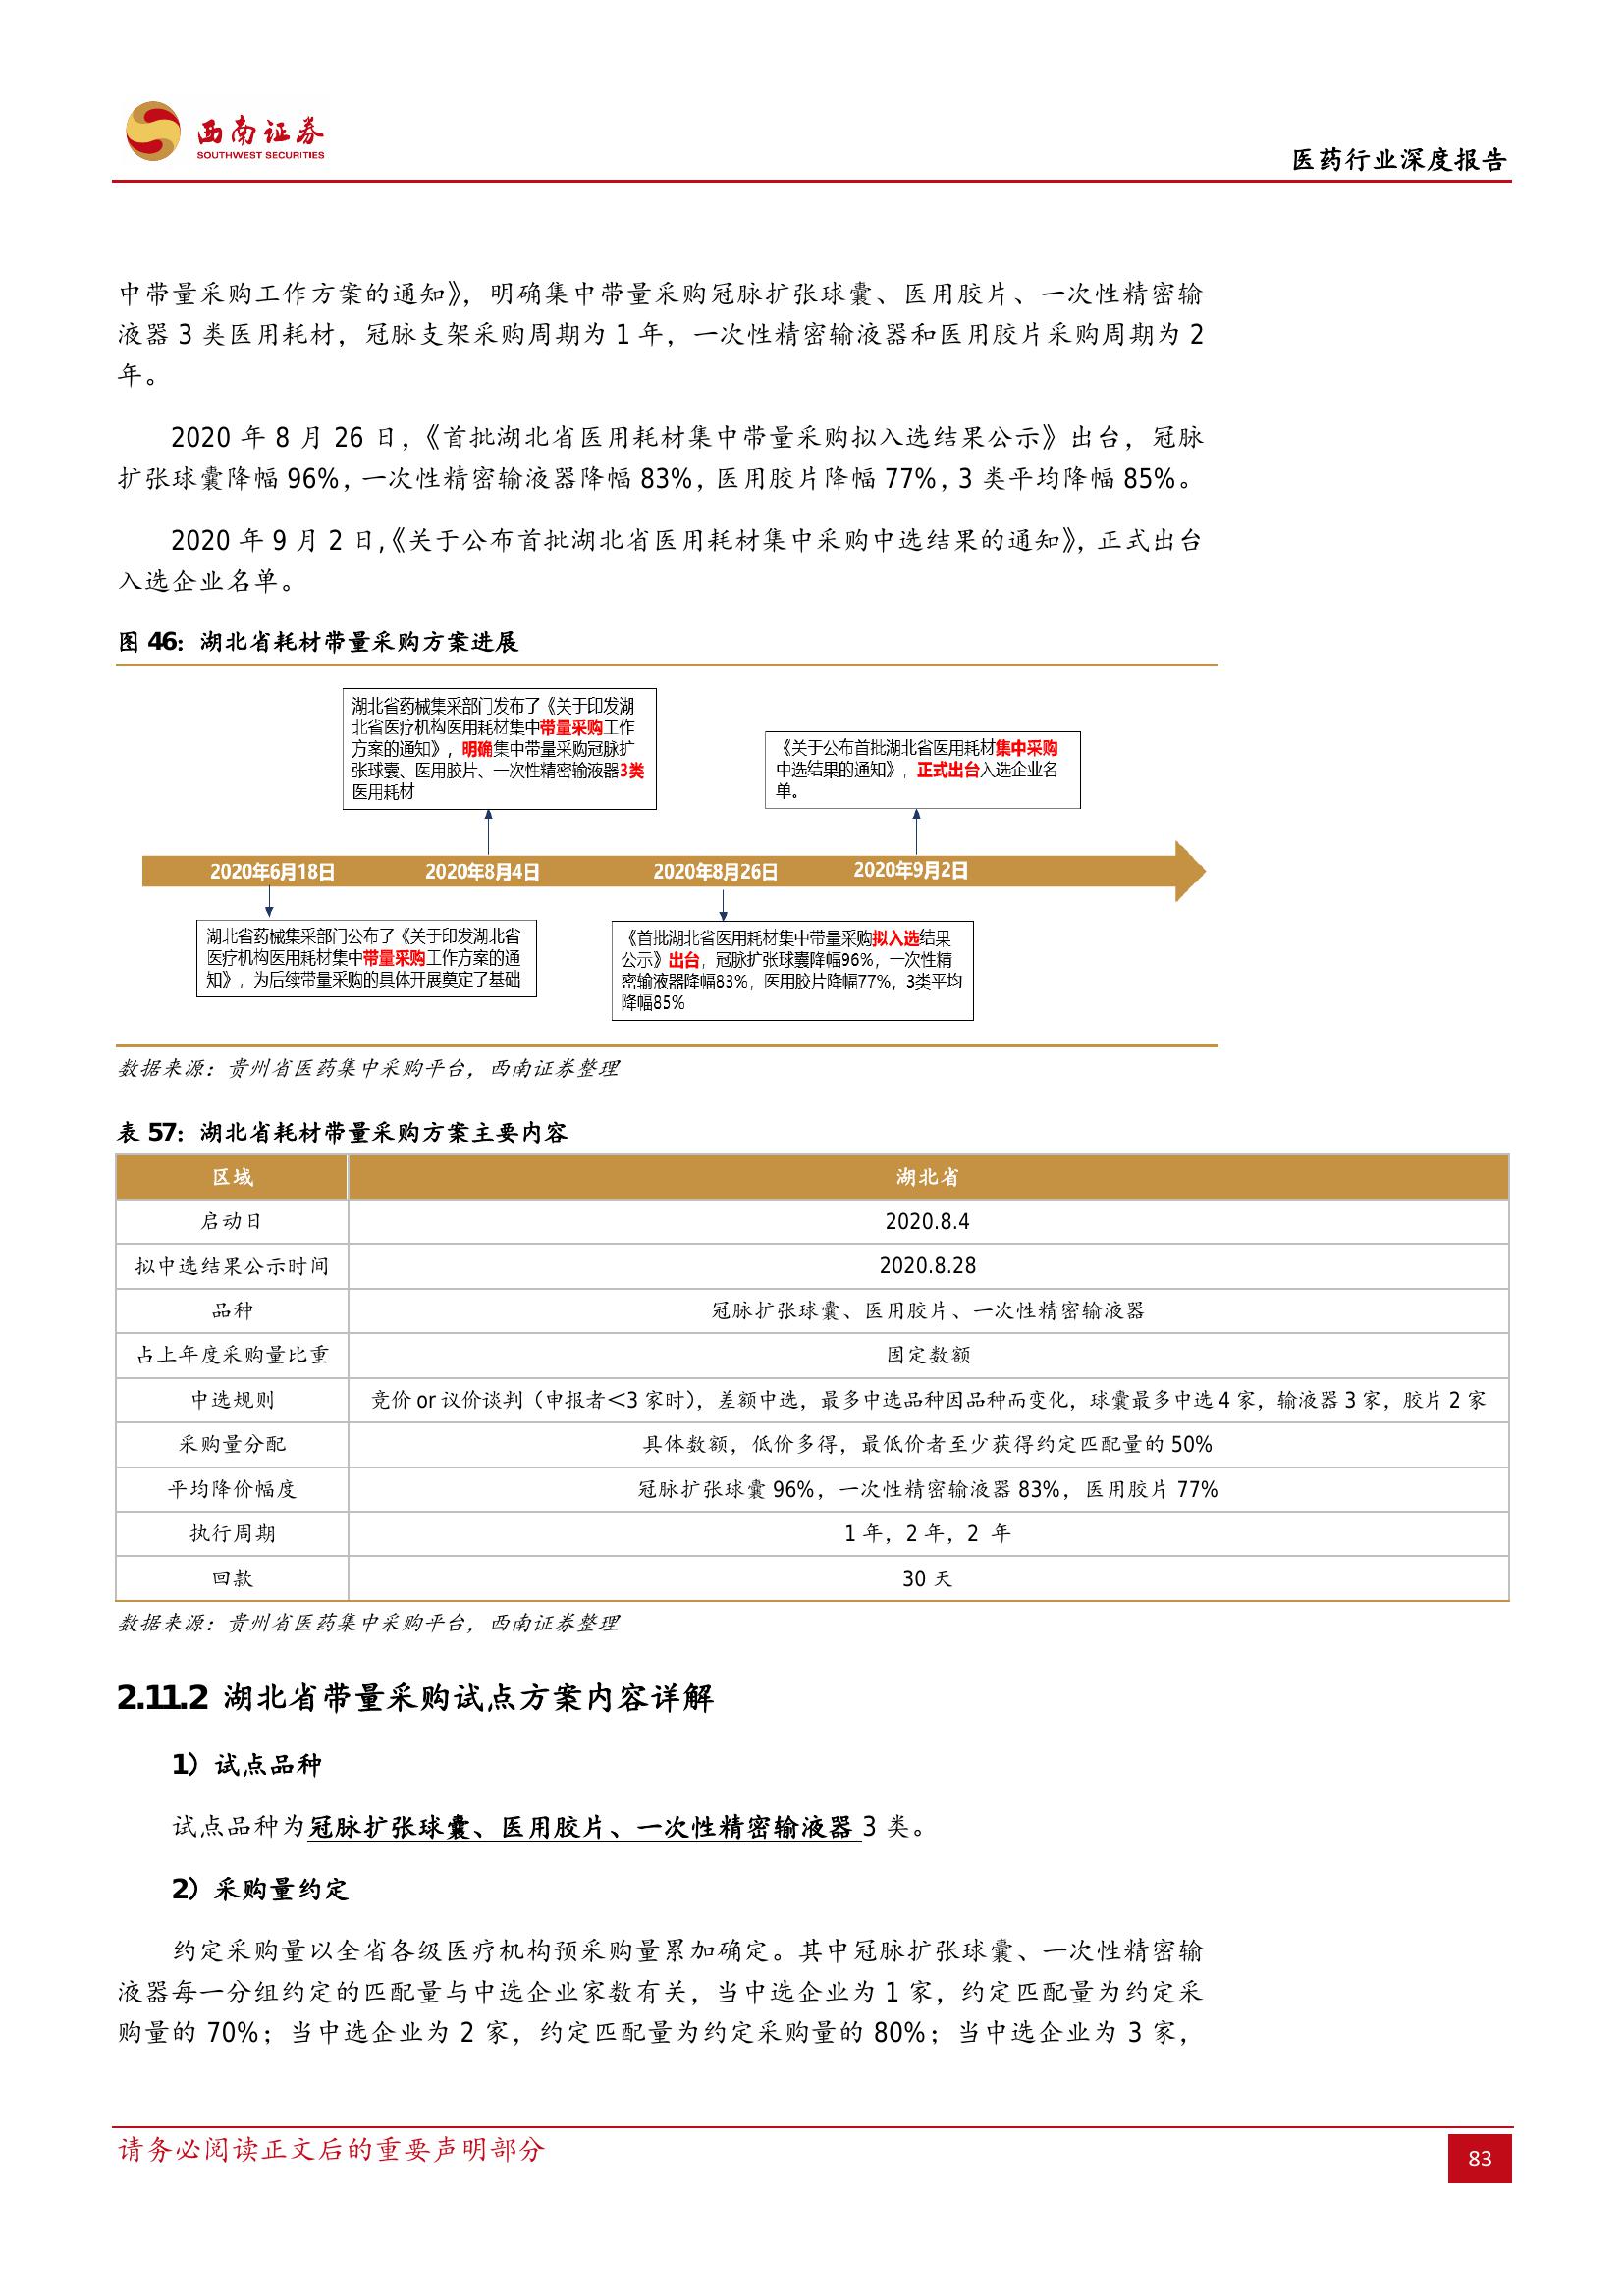 西南证券
SOUTHWEST SECURITIES
医药行业深度报告
中带量采购工作方案的通知》，明确集中带量采购冠脉扩张球囊、医用胶片、一次性精密输
液器 3 类医用耗材，冠脉支架采购周期为 1 年，一次性精密输液器和医用胶片采购周期为 2
年。
2020 年 8 月 26 日，《首批湖北省医用耗材集中带量采购拟入选结果公示》出台，冠脉
扩张球囊降幅 96%，一次性精密输液器降幅 83%，医用胶片降幅 77%，3 类平均降幅 85%。
2020 年 9 月 2 日，《关于公布首批湖北省医用耗材集中采购中选结果的通知》，正式出台
入选企业名单。
图 46：湖北省耗材带量采购方案进展
湖北省药械集采部门发布了《关于印发湖
北省医疗机构医用耗材集中带量采购工作
方案的通知》，明确集中带量采购冠脉扩
张球囊、医用胶片、一次性精密输液器3类
医用耗材
《关于公布首批湖北省医用耗材集中采购
中选结果的通知》，正式出台入选企业名
单。
2020年6月18日 2020年8月4日 2020年8月26日 2020年9月2日
湖北省药械集采部门公布了《关于印发湖北省
医疗机构医用耗材集中带量采购工作方案的通
知》，为后续带量采购的具体开展奠定了基础
《首批湖北省医用耗材集中带量采购拟入选结果
公示》出台，冠脉扩张球囊降幅96%，一次性精
密输液器降幅83%，医用胶片降幅77%，3类平均
降幅85%
数据来源：贵州省医药集中采购平台，西南证券整理
表 57：湖北省耗材带量采购方案主要内容
区域 湖北省
启动日 2020.8.4
拟中选结果公示时间 2020.8.28
品种 冠脉扩张球囊、医用胶片、一次性精密输液器
占上年度采购量比重 固定数额
中选规则 竞价 or 议价谈判（申报者＜3 家时），差额中选，最多中选品种因品种而变化，球囊最多中选 4 家，输液器 3 家，胶片 2 家
采购量分配 具体数额，低价多得，最低价者至少获得约定匹配量的 50%
平均降价幅度 冠脉扩张球囊 96%，一次性精密输液器 83%，医用胶片 77%
执行周期 1 年，2 年，2 年
回款 30 天
数据来源：贵州省医药集中采购平台，西南证券整理
2.11.2 湖北省带量采购试点方案内容详解
1）试点品种
试点品种为冠脉扩张球囊、医用胶片、一次性精密输液器 3 类。
2）采购量约定
约定采购量以全省各级医疗机构预采购量累加确定。其中冠脉扩张球囊、一次性精密输
液器每一分组约定的匹配量与中选企业家数有关，当中选企业为 1 家，约定匹配量为约定采
购量的 70%；当中选企业为 2 家，约定匹配量为约定采购量的 80%；当中选企业为 3 家，
请务必阅读正文后的重要声明部分
83